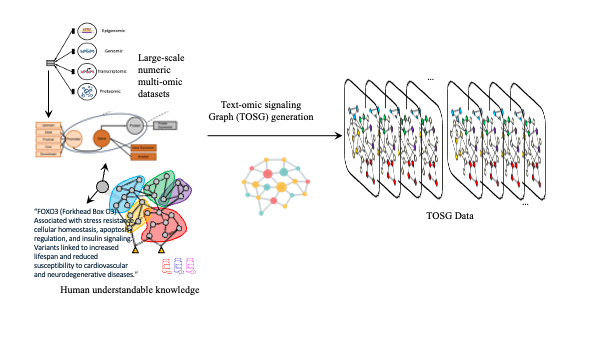 Epigenomic
Genomic
Transcriptomic
Proteomic
Large-scale
numeric
multi-omic
datasets
Text-omic signaling
Graph (TOSG) generation
...
...
TOSG Data
"FOXO3 (Forkhead Box O3)
Associated with stress resistance,
cellular homeostasis, apoptosis
regulation, and insulin signaling.
Variants linked to increased
lifespan and reduced
susceptibility to cardiovascular
and neurodegenerative diseases."
Human understandable knowledge